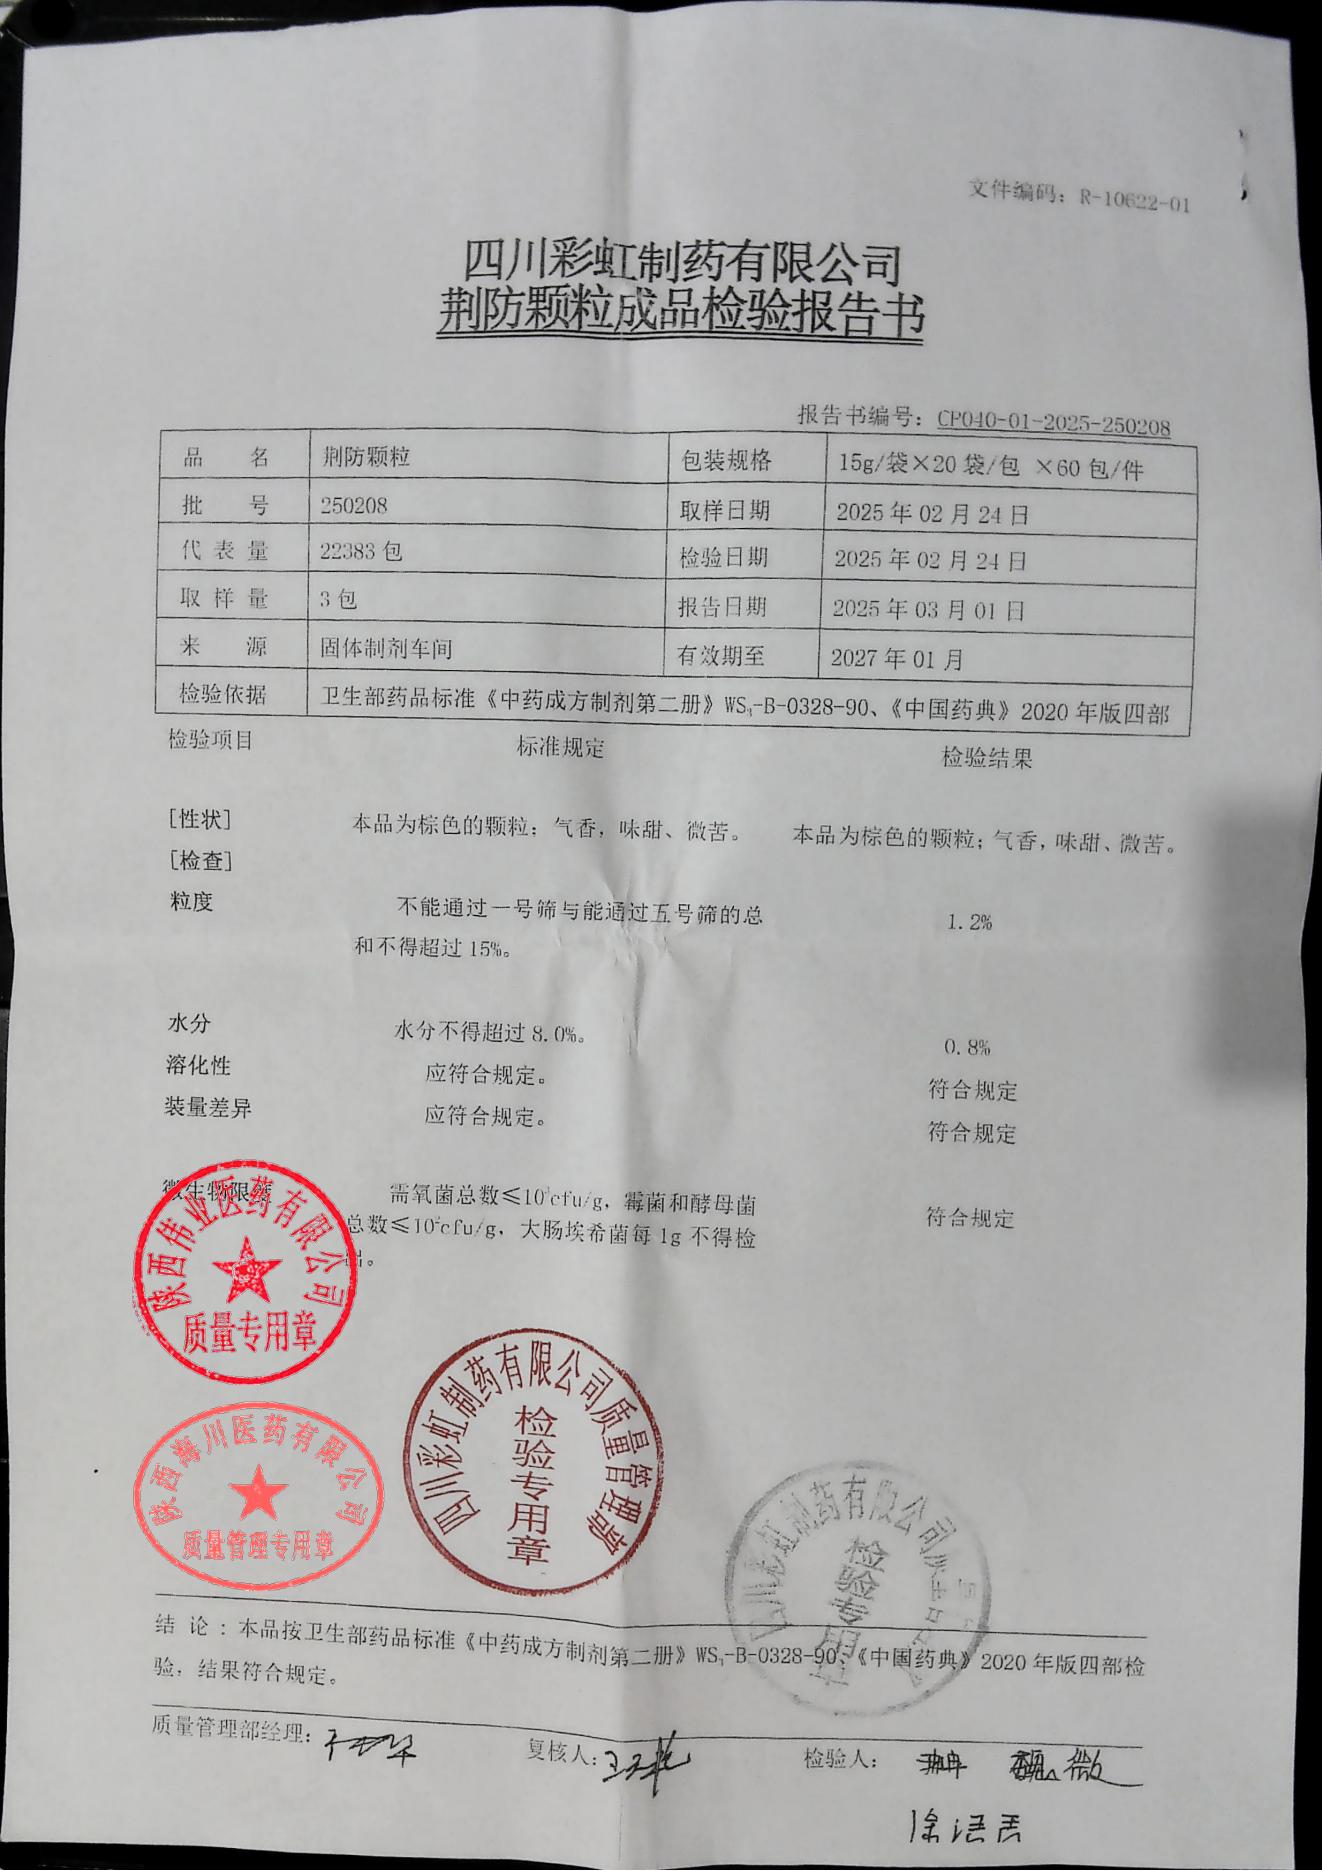 文件编码：R-10622-01
四川彩虹制药有限公司
荆防颗粒成品检验报告书
报告书编号：CP040-01-2025-250208
品 名 荆防颗粒 包装规格 15g/袋×20袋/包 ×60包/件
批 号 250208 取样日期 2025年02月24日
代表量 22383包 检验日期 2025年02月24日
取样量 3包 报告日期 2025年03月01日
来 源 固体制剂车间 有效期至 2027年01月
检验依据 卫生部药品标准《中药成方制剂第二册》WS₃-B-0328-90、《中国药典》2020年版四部
检验项目 标准规定 检验结果
[性状] 本品为棕色的颗粒；气香，味甜、微苦。 本品为棕色的颗粒；气香，味甜、微苦。
[检查]
粒度 不能通过一号筛与能通过五号筛的总 1.2%
和不得超过15%。
水分 水分不得超过8.0%。 0.8%
溶化性 应符合规定。 符合规定
装量差异 应符合规定。 符合规定
微生物限度 需氧菌总数≤10³cfu/g，霉菌和酵母菌 符合规定
总数≤10²cfu/g，大肠埃希菌每1g不得检
出。
陕西伟业医药有限公司
质量专用章
四川彩虹制药有限公司质量管理部
检验专用章
陕西海川医药有限公司
质量管理专用章
四川彩虹制药有限公司
检验专用章
结 论：本品按卫生部药品标准《中药成方制剂第二册》WS₃-B-0328-90、《中国药典》2020年版四部检
验，结果符合规定。
质量管理部经理： 复核人： 检验人： 魏微